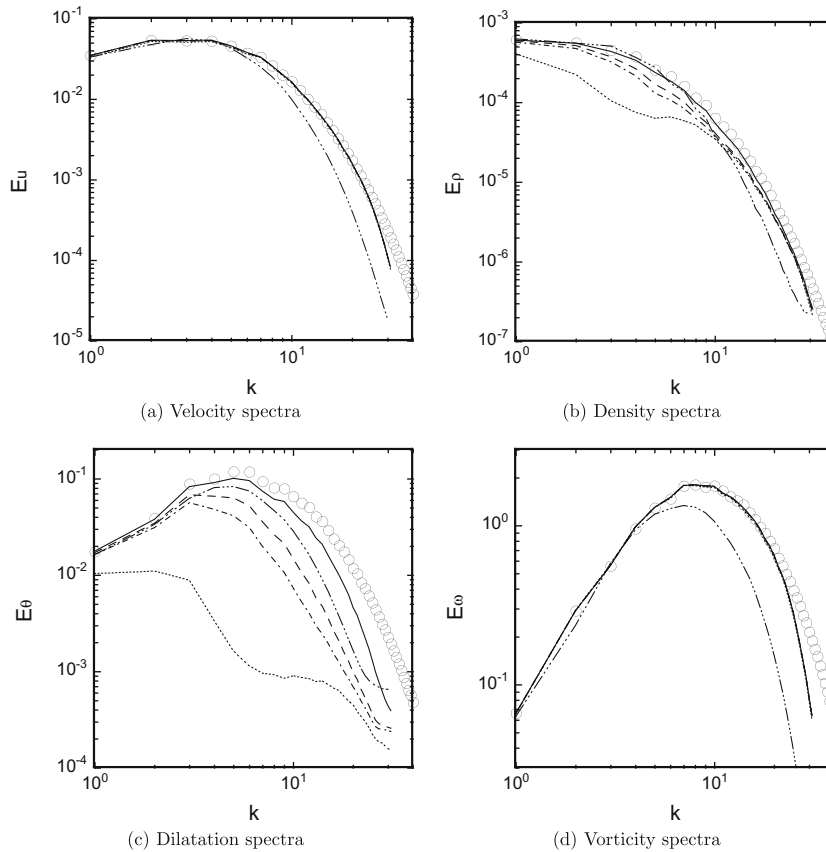 10^-1
10^-2
10^-3
10^-4
10^-5
Eu
10^0
10^1
k
(a) Velocity spectra
10^-3
10^-4
10^-5
10^-6
10^-7
Eρ
10^0
10^1
k
(b) Density spectra
10^-1
10^-2
10^-3
10^-4
Eθ
10^0
10^1
k
(c) Dilatation spectra
10^0
10^-1
Eω
10^0
10^1
k
(d) Vorticity spectra